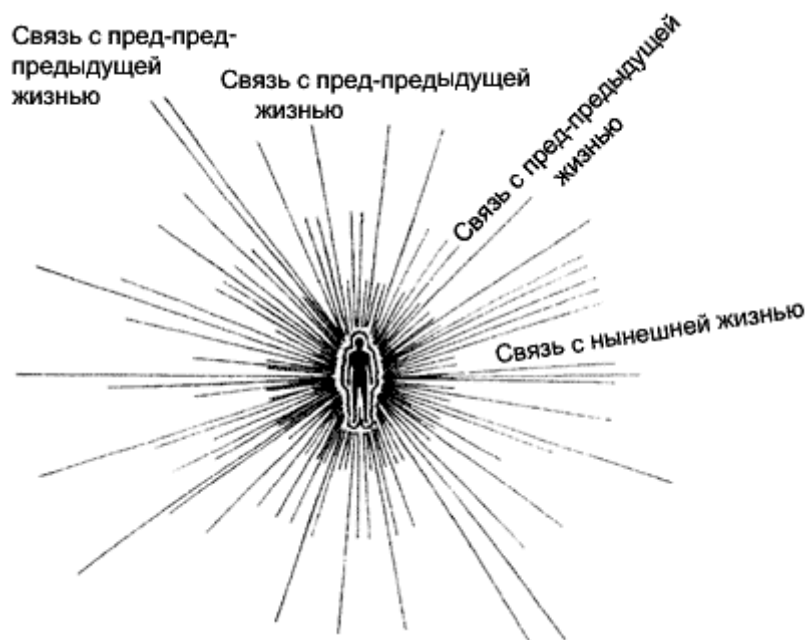 Связь с пред-пред-
предыдущей
жизнью
Связь с пред-предыдущей
жизнью
Связь с пред-предыдущей
жизнью
Связь с нынешней жизнью